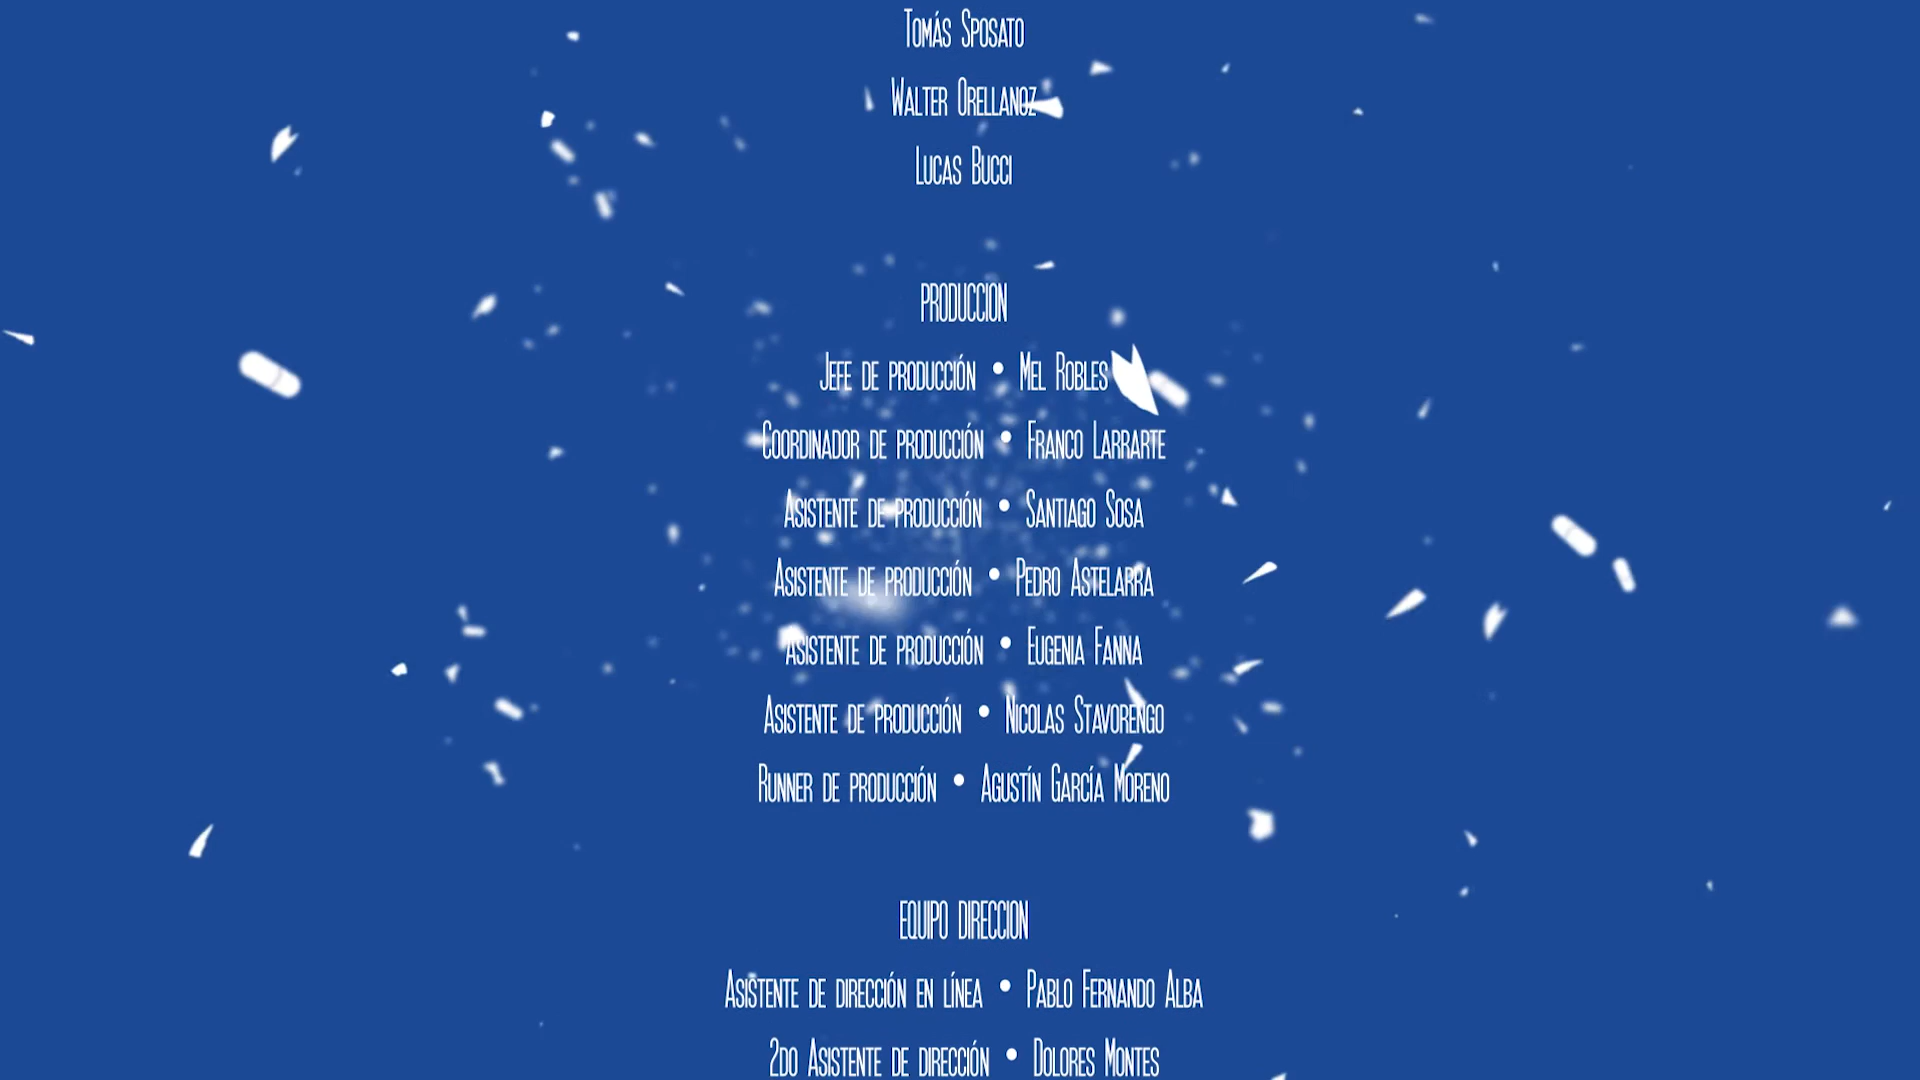 Tomás Sposato
Walter Orellanoz
Lucas Bucci
PRODUCCION
Jefe de producción • Mel Robles
Coordinador de producción • Franco Larrarte
Asistente de producción • Santiago Sosa
Asistente de producción • Pedro Astelarra
Asistente de producción • Eugenia Fanna
Asistente de producción • Nicolas Stavorengo
Runner de producción • Agustín García Moreno
EQUIPO DIRECCION
Asistente de dirección en línea • Pablo Fernando Alba
2do Asistente de dirección • Dolores Montes